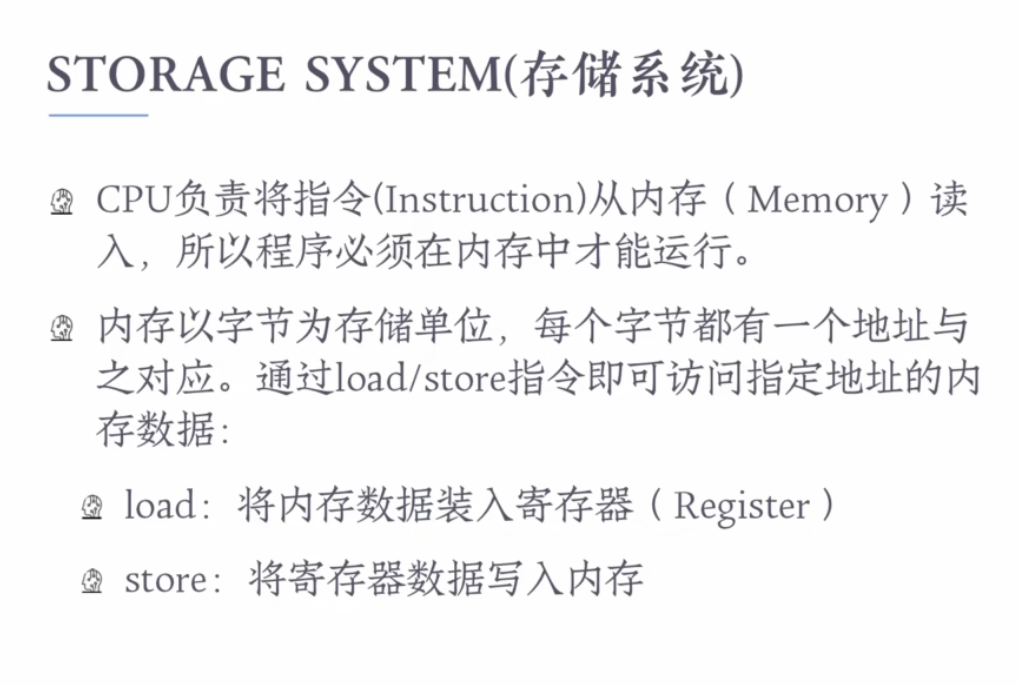 STORAGE SYSTEM(存储系统)
CPU负责将指令(Instruction)从内存（Memory）读
入，所以程序必须在内存中才能运行。
内存以字节为存储单位，每个字节都有一个地址与
之对应。通过load/store指令即可访问指定地址的内
存数据：
load：将内存数据装入寄存器（Register）
store：将寄存器数据写入内存